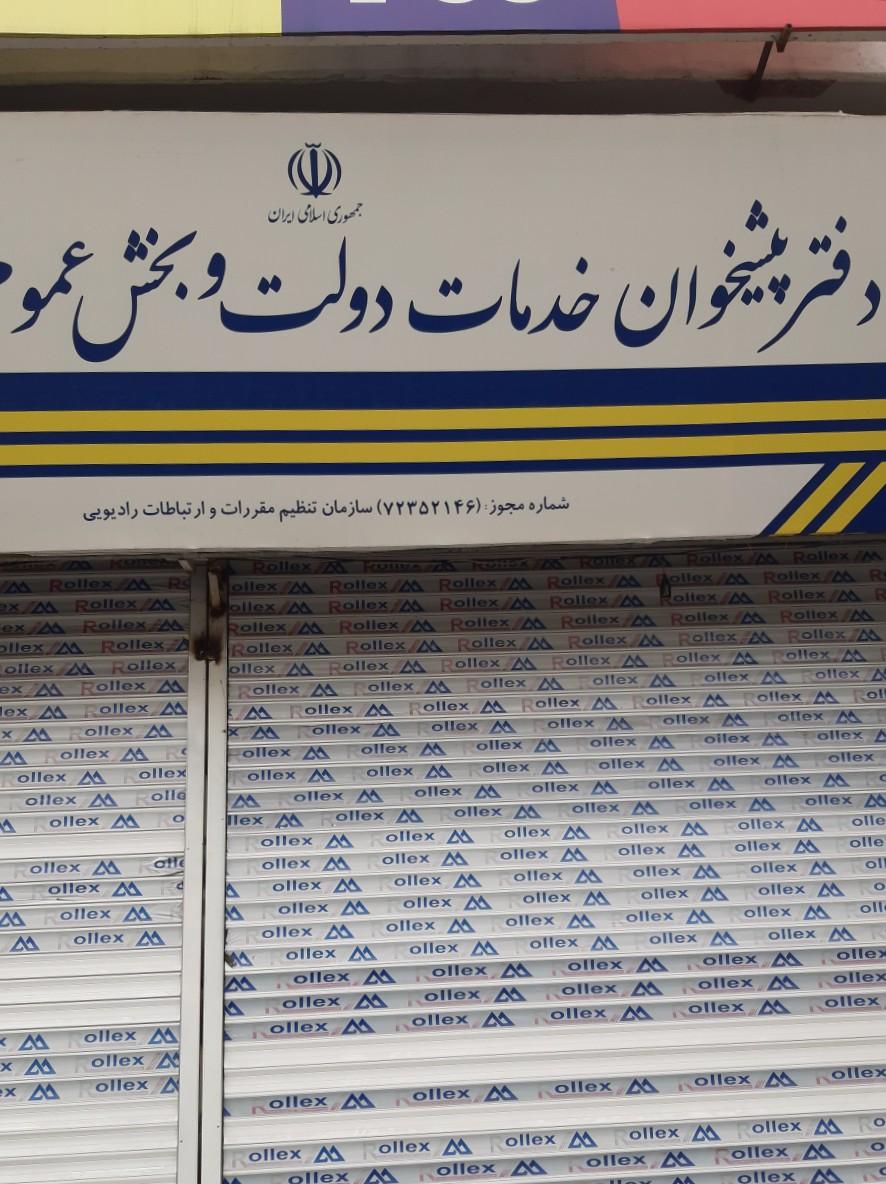 جمهوری اسلامی ایران
دفتر پیشخوان خدمات دولت و بخش عمو
شماره مجوز: (۷۲۳۵۲۱۴۶) سازمان تنظیم مقررات و ارتباطات رادیویی
Rollex